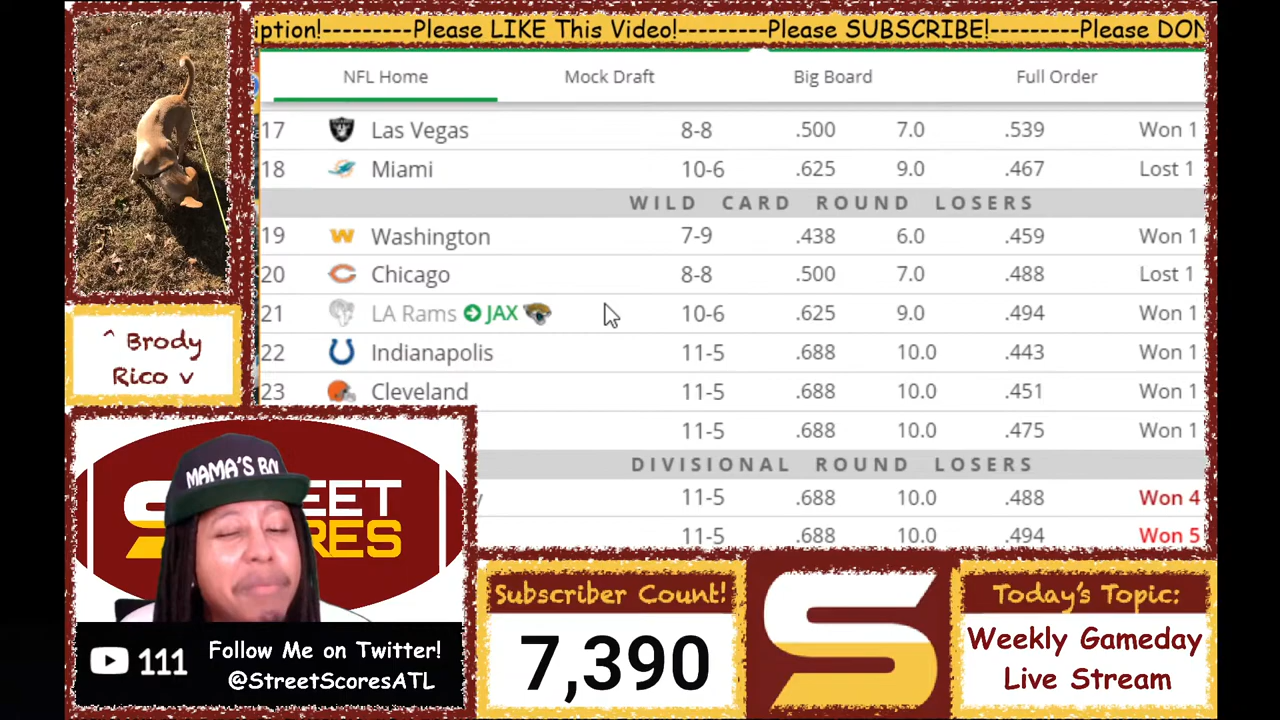 ption!---------Please LIKE This Video!---------Please SUBSCRIBE!---------Please DON
NFL Home Mock Draft Big Board Full Order
17 Las Vegas 8-8 .500 7.0 .539 Won 1
18 Miami 10-6 .625 9.0 .467 Lost 1
WILD CARD ROUND LOSERS
19 Washington 7-9 .438 6.0 .459 Won 1
20 Chicago 8-8 .500 7.0 .488 Lost 1
21 LA Rams JAX 10-6 .625 9.0 .494 Won 1
22 Indianapolis 11-5 .688 10.0 .443 Won 1
23 Cleveland 11-5 .688 10.0 .451 Won 1
11-5 .688 10.0 .475 Won 1
DIVISIONAL ROUND LOSERS
11-5 .688 10.0 .488 Won 4
11-5 .688 10.0 .494 Won 5
^ Brody
Rico v
MAMA'S BO
EET
RES
111
Follow Me on Twitter!
@StreetScoresATL
Subscriber Count!
7,390
S
Today's Topic:
Weekly Gameday
Live Stream